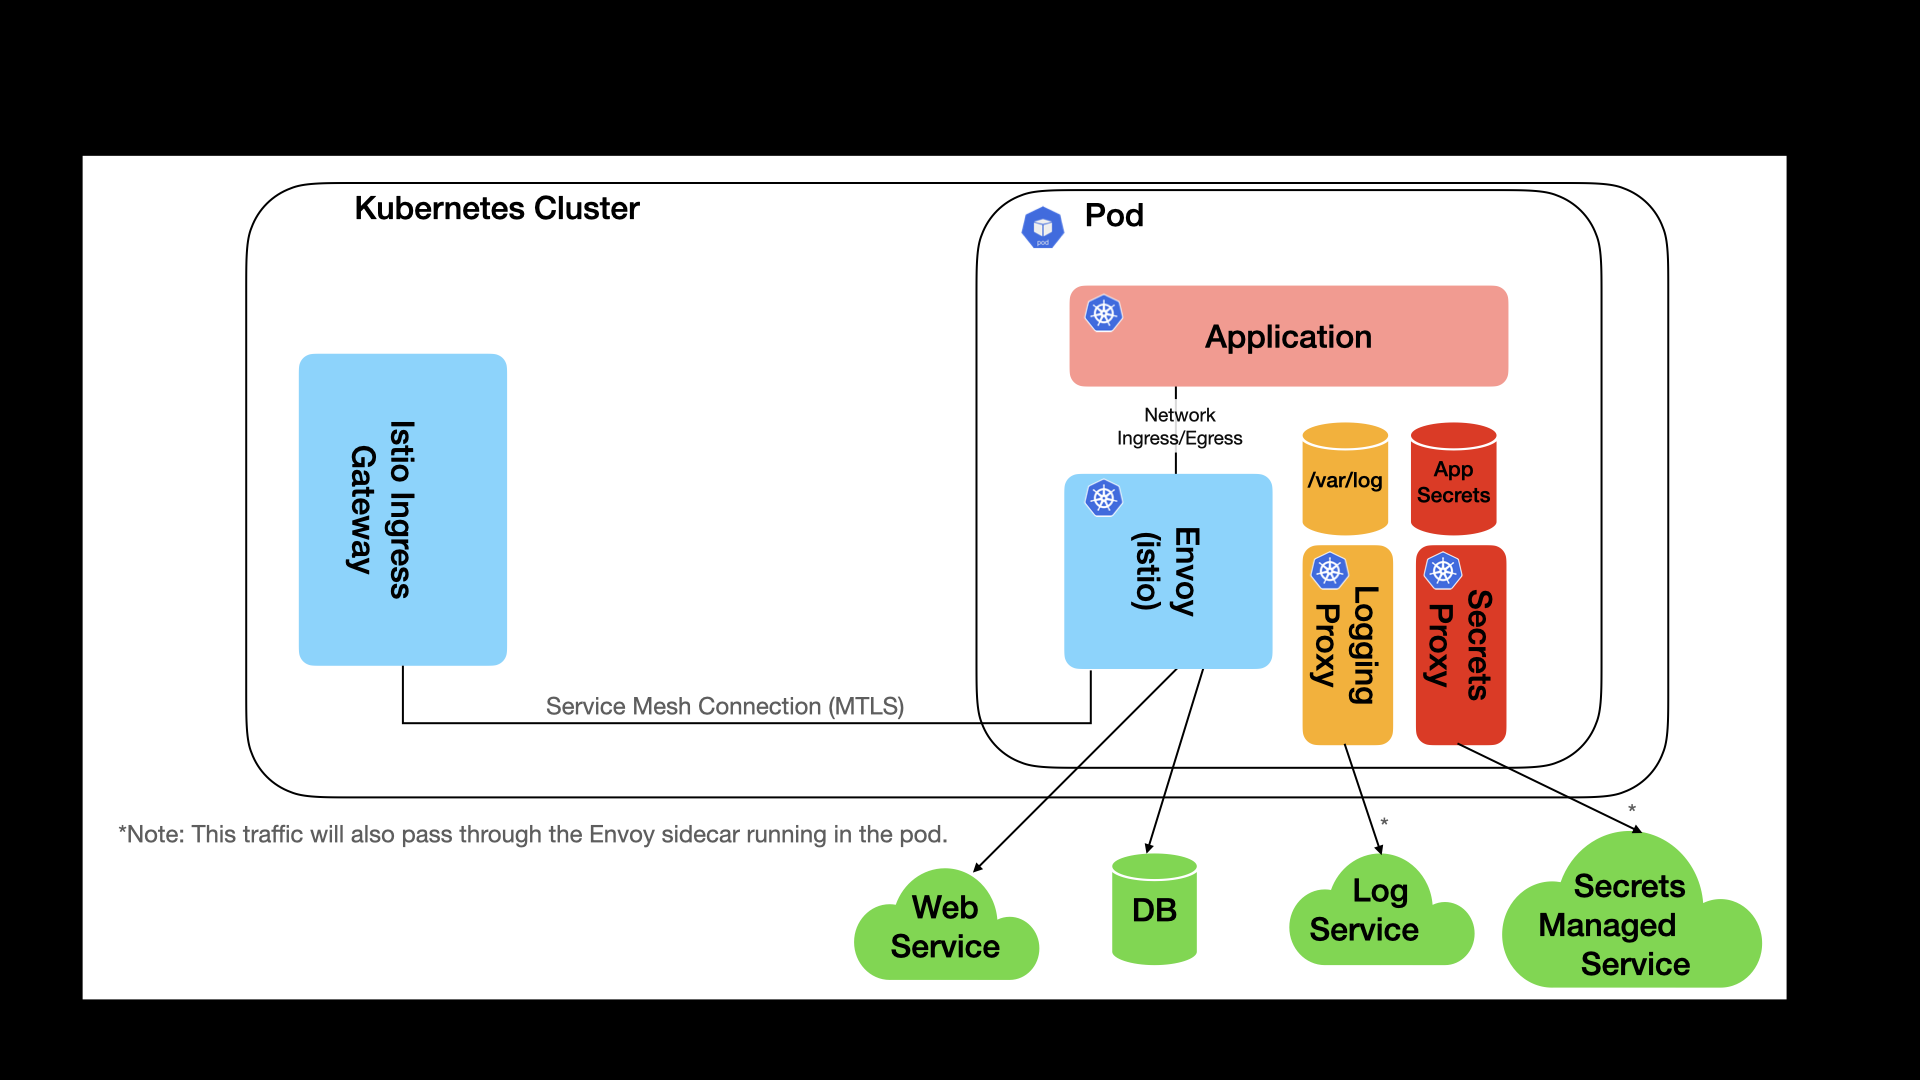 Kubernetes Cluster
Pod
pod
Application
Network
Ingress/Egress
Istio Ingress
Gateway
Envoy
(istio)
/var/log
App
Secrets
Logging
Proxy
Secrets
Proxy
Service Mesh Connection (MTLS)
*
*
*Note: This traffic will also pass through the Envoy sidecar running in the pod.
Web
Service
DB
Log
Service
Secrets
Managed
Service